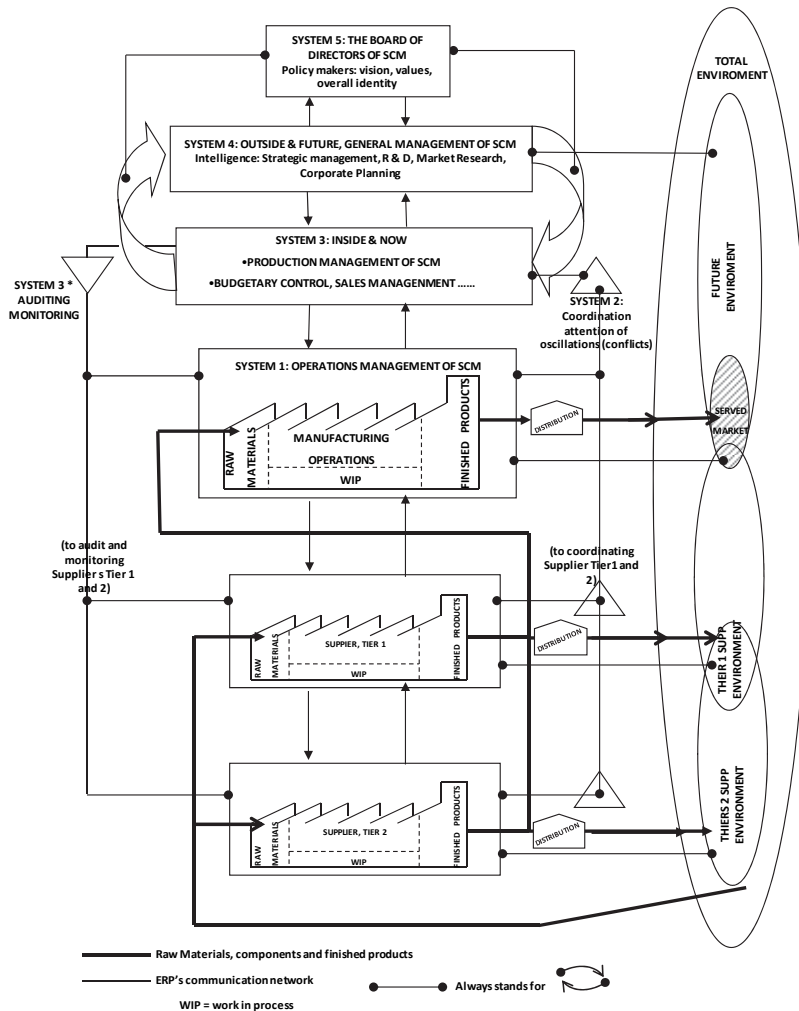 SYSTEM 5: THE BOARD OF
DIRECTORS OF SCM
Policy makers: vision, values,
overall identity
TOTAL
ENVIROMENT
SYSTEM 4: OUTSIDE & FUTURE, GENERAL MANAGEMENT OF SCM
Intelligence: Strategic management, R & D, Market Research,
Corporate Planning
SYSTEM 3: INSIDE & NOW
•PRODUCTION MANAGEMENT OF SCM
•BUDGETARY CONTROL, SALES MANAGENMENT ......
SYSTEM 3 *
AUDITING
MONITORING
SYSTEM 2:
Coordination
attention of
oscillations (conflicts)
FUTURE
ENVIROMENT
SYSTEM 1: OPERATIONS MANAGEMENT OF SCM
RAW
MATERIALS
MANUFACTURING
OPERATIONS
WIP
FINISHED PRODUCTS
DISTRIBUTION
SERVED
MARKET
(to audit and
monitoring
Supplier s Tier 1
and 2)
(to coordinating
Supplier Tier1 and
2)
RAW
MATERIALS
SUPPIER, TIER 1
WIP
FINISHED PRODUCTS
DISTRIBUTION
THEIR 1 SUPP
ENVIRONMENT
RAW
MATERIALS
SUPPLIER, TIER 2
WIP
FINISHED PRODUCTS
DISTRIBUTION
THIERS 2 SUPP
ENVIRONMENT
Raw Materials, components and finished products
ERP's communication network
Always stands for
WIP = work in process